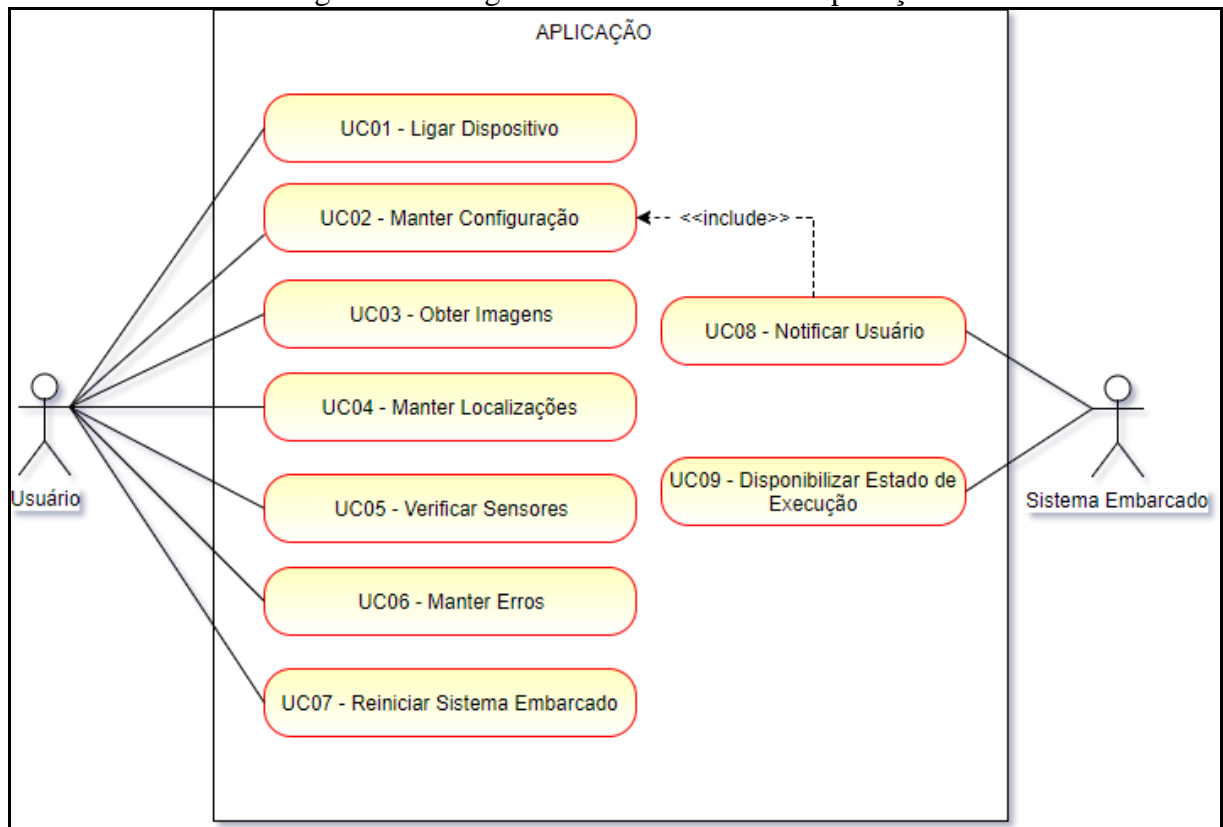 APLICAÇÃO
UC01 - Ligar Dispositivo
UC02 - Manter Configuração
<<include>>
UC03 - Obter Imagens
UC08 - Notificar Usuário
UC04 - Manter Localizações
Usuário
Sistema Embarcado
UC05 - Verificar Sensores
UC09 - Disponibilizar Estado de
Execução
UC06 - Manter Erros
UC07 - Reiniciar Sistema Embarcado